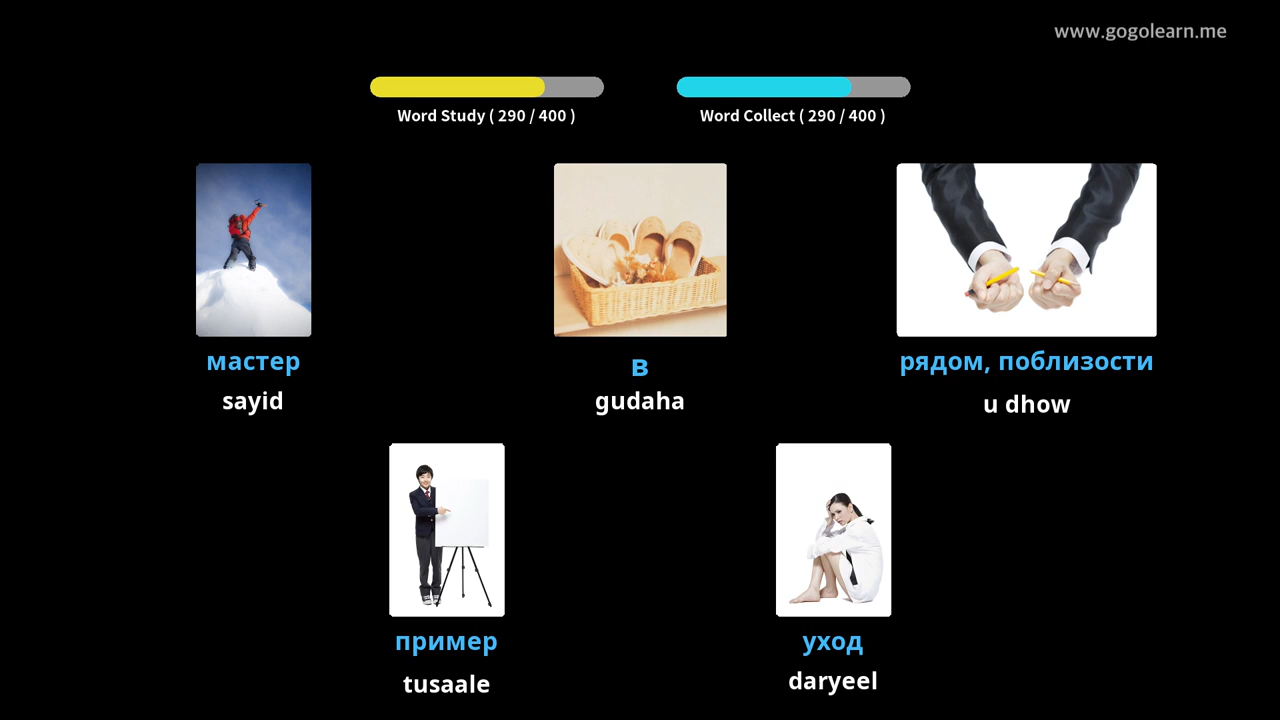 www.gogolearn.me
Word Study ( 290 / 400 )
Word Collect ( 290 / 400 )
мастер
sayid
в
gudaha
рядом, поблизости
u dhow
пример
tusaale
уход
daryeel